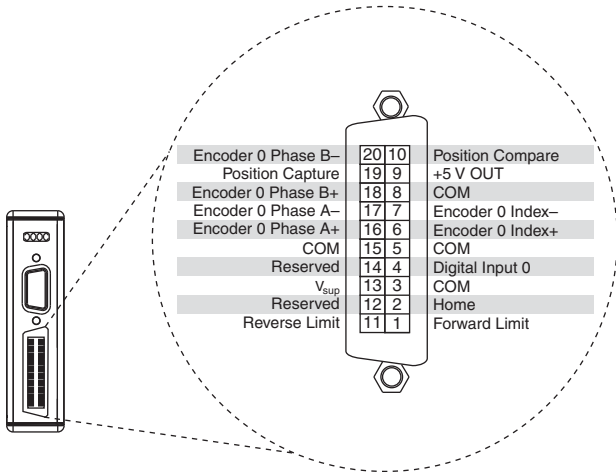 Encoder 0 Phase B– 20 10 Position Compare
Position Capture 19 9 +5 V OUT
Encoder 0 Phase B+ 18 8 COM
Encoder 0 Phase A– 17 7 Encoder 0 Index–
Encoder 0 Phase A+ 16 6 Encoder 0 Index+
COM 15 5 COM
Reserved 14 4 Digital Input 0
Vsup 13 3 COM
Reserved 12 2 Home
Reverse Limit 11 1 Forward Limit